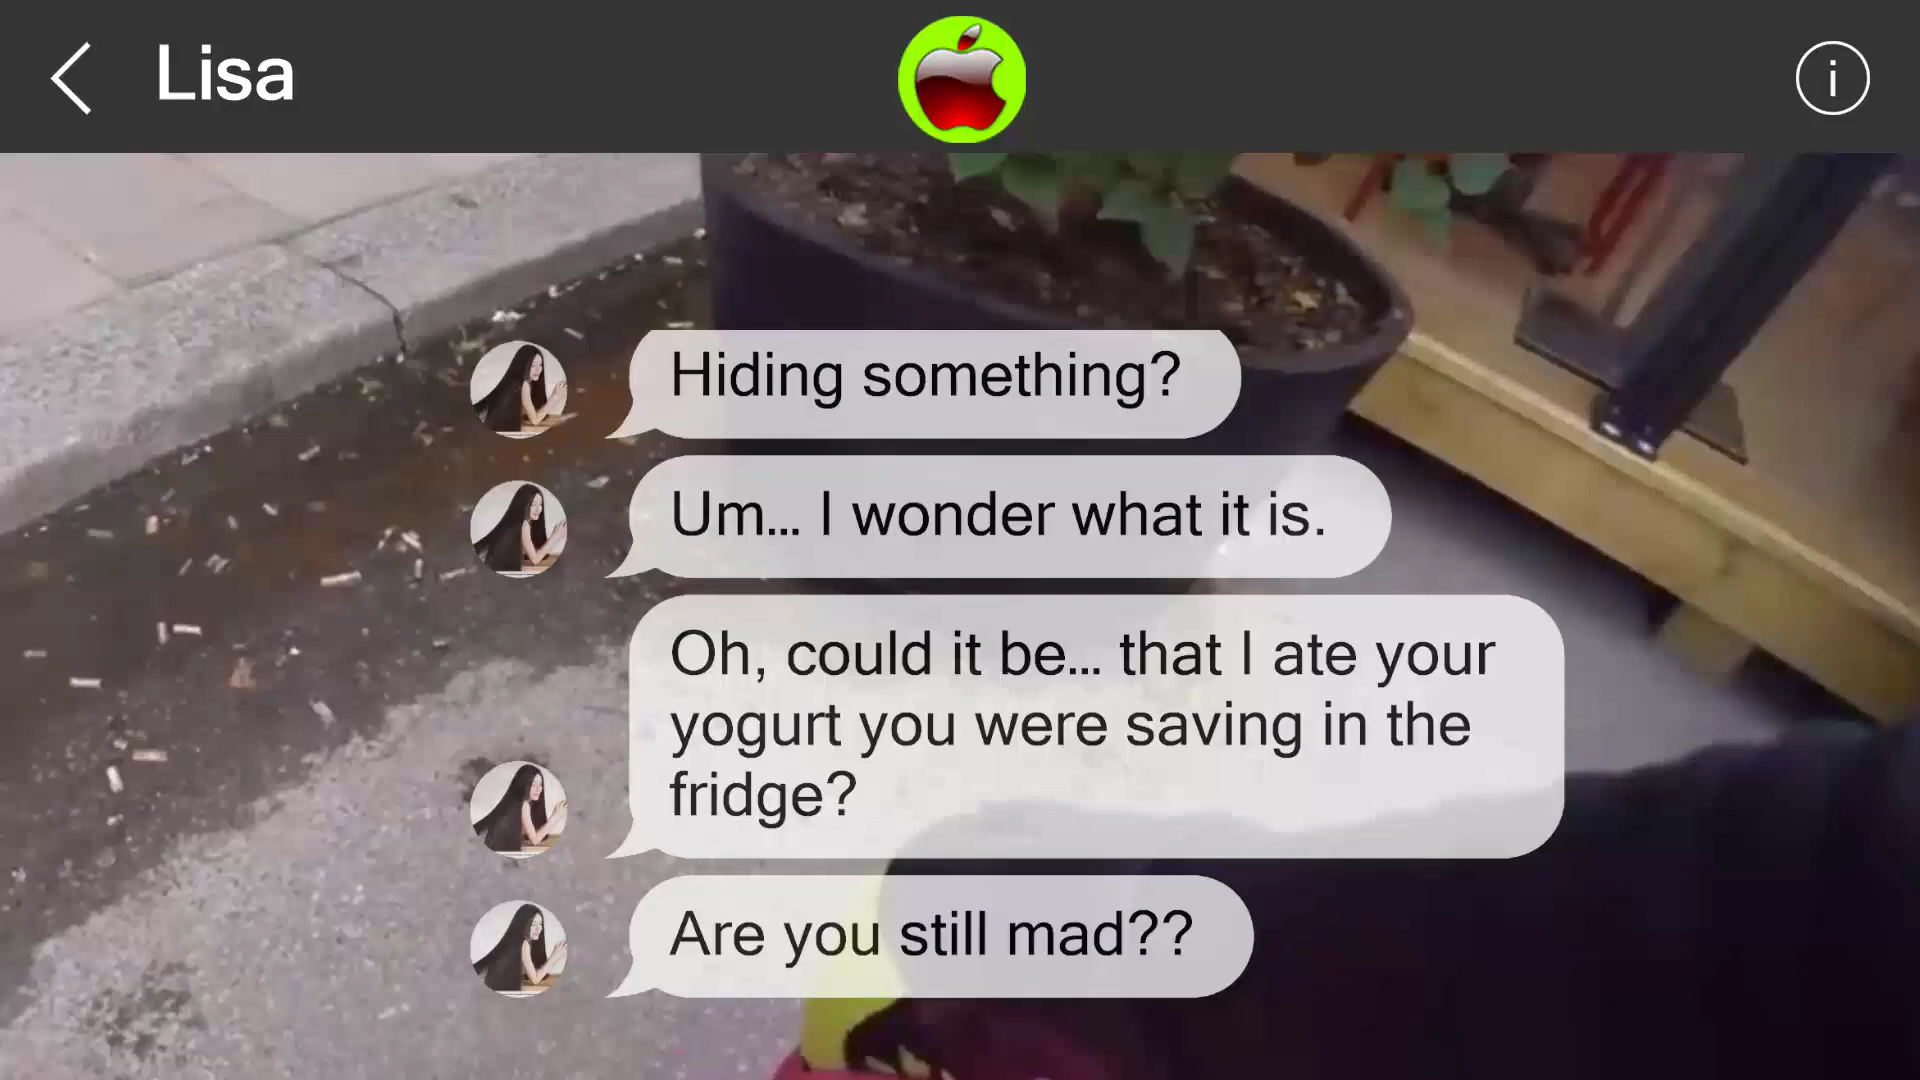 Lisa
i
Hiding something?
Um... I wonder what it is.
Oh, could it be... that I ate your
yogurt you were saving in the
fridge?
Are you still mad??